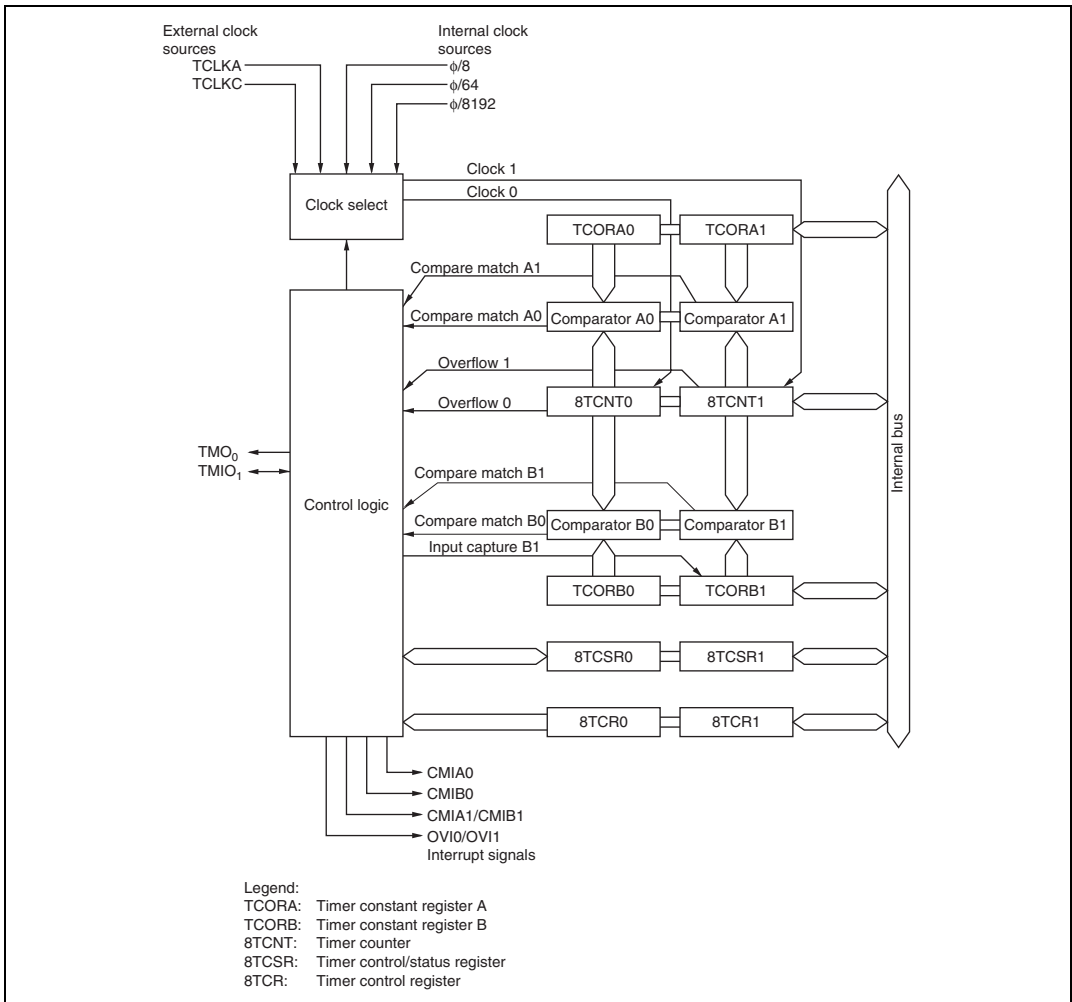 External clock
sources
TCLKA
TCLKC
Internal clock
sources
ϕ/8
ϕ/64
ϕ/8192
Clock select
Clock 1
Clock 0
TCORA0
TCORA1
Compare match A1
Compare match A0
Comparator A0
Comparator A1
Overflow 1
Overflow 0
8TCNT0
8TCNT1
TMO0
TMIO1
Control logic
Compare match B1
Compare match B0
Comparator B0
Comparator B1
Input capture B1
TCORB0
TCORB1
8TCSR0
8TCSR1
8TCR0
8TCR1
Internal bus
CMIA0
CMIB0
CMIA1/CMIB1
OVI0/OVI1
Interrupt signals
Legend:
TCORA: Timer constant register A
TCORB: Timer constant register B
8TCNT: Timer counter
8TCSR: Timer control/status register
8TCR: Timer control register